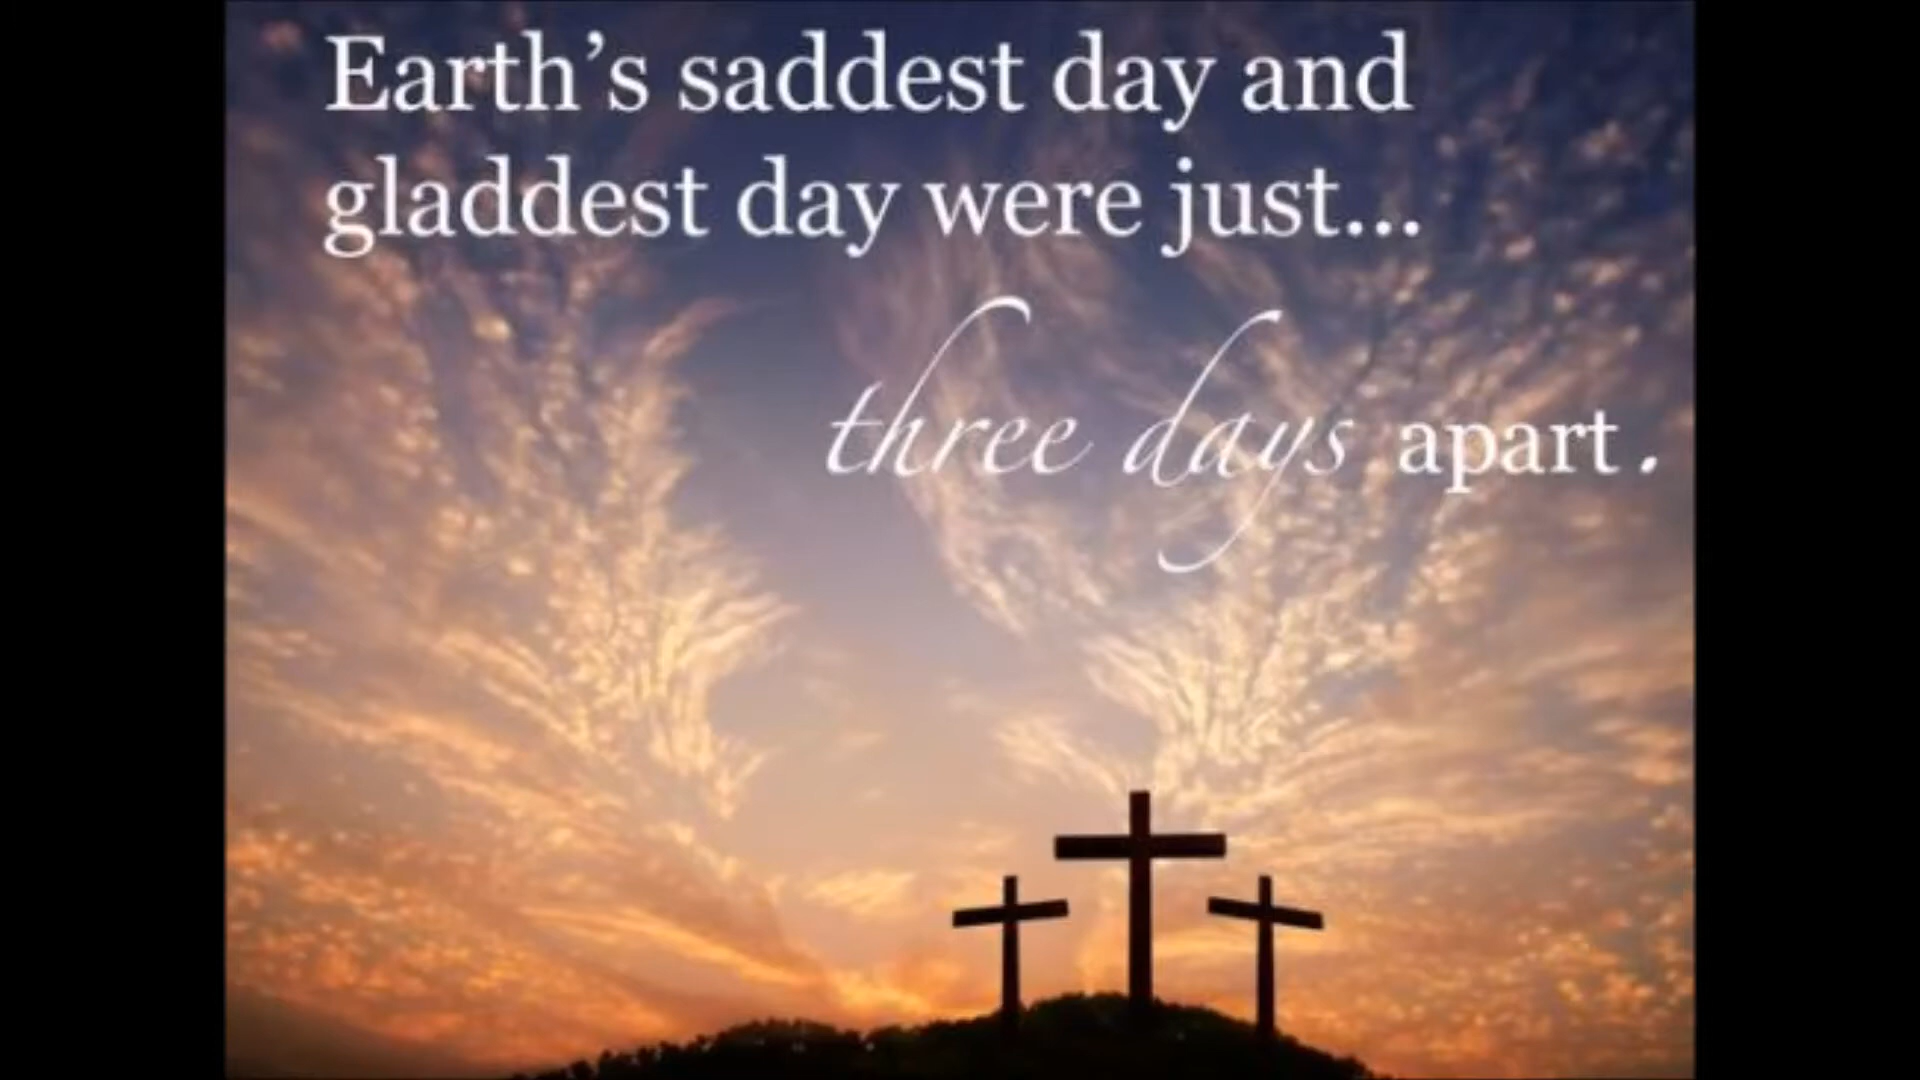 Earth’s saddest day and
gladdest day were just...
three days apart.